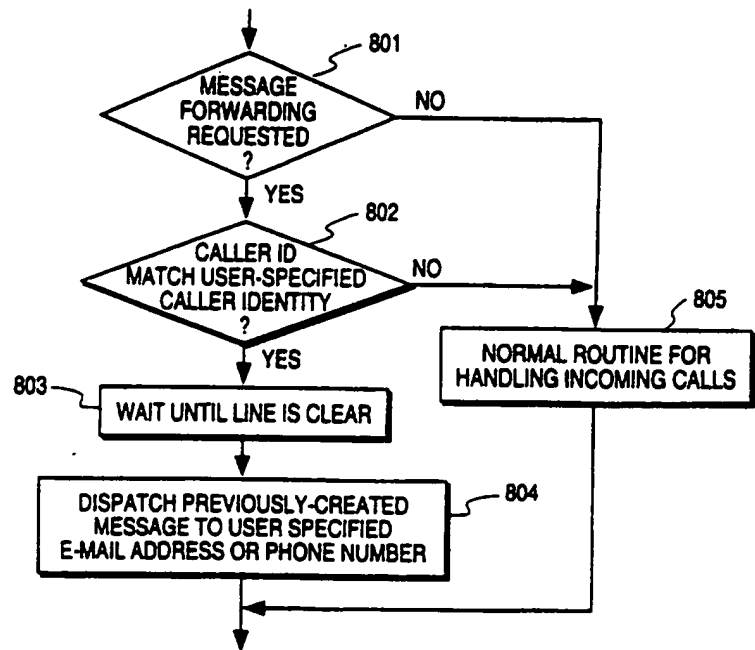 801
MESSAGE
FORWARDING
REQUESTED
?
NO
YES
802
CALLER ID
MATCH USER-SPECIFIED
CALLER IDENTITY
?
NO
YES
805
NORMAL ROUTINE FOR
HANDLING INCOMING CALLS
803
WAIT UNTIL LINE IS CLEAR
804
DISPATCH PREVIOUSLY-CREATED
MESSAGE TO USER SPECIFIED
E-MAIL ADDRESS OR PHONE NUMBER